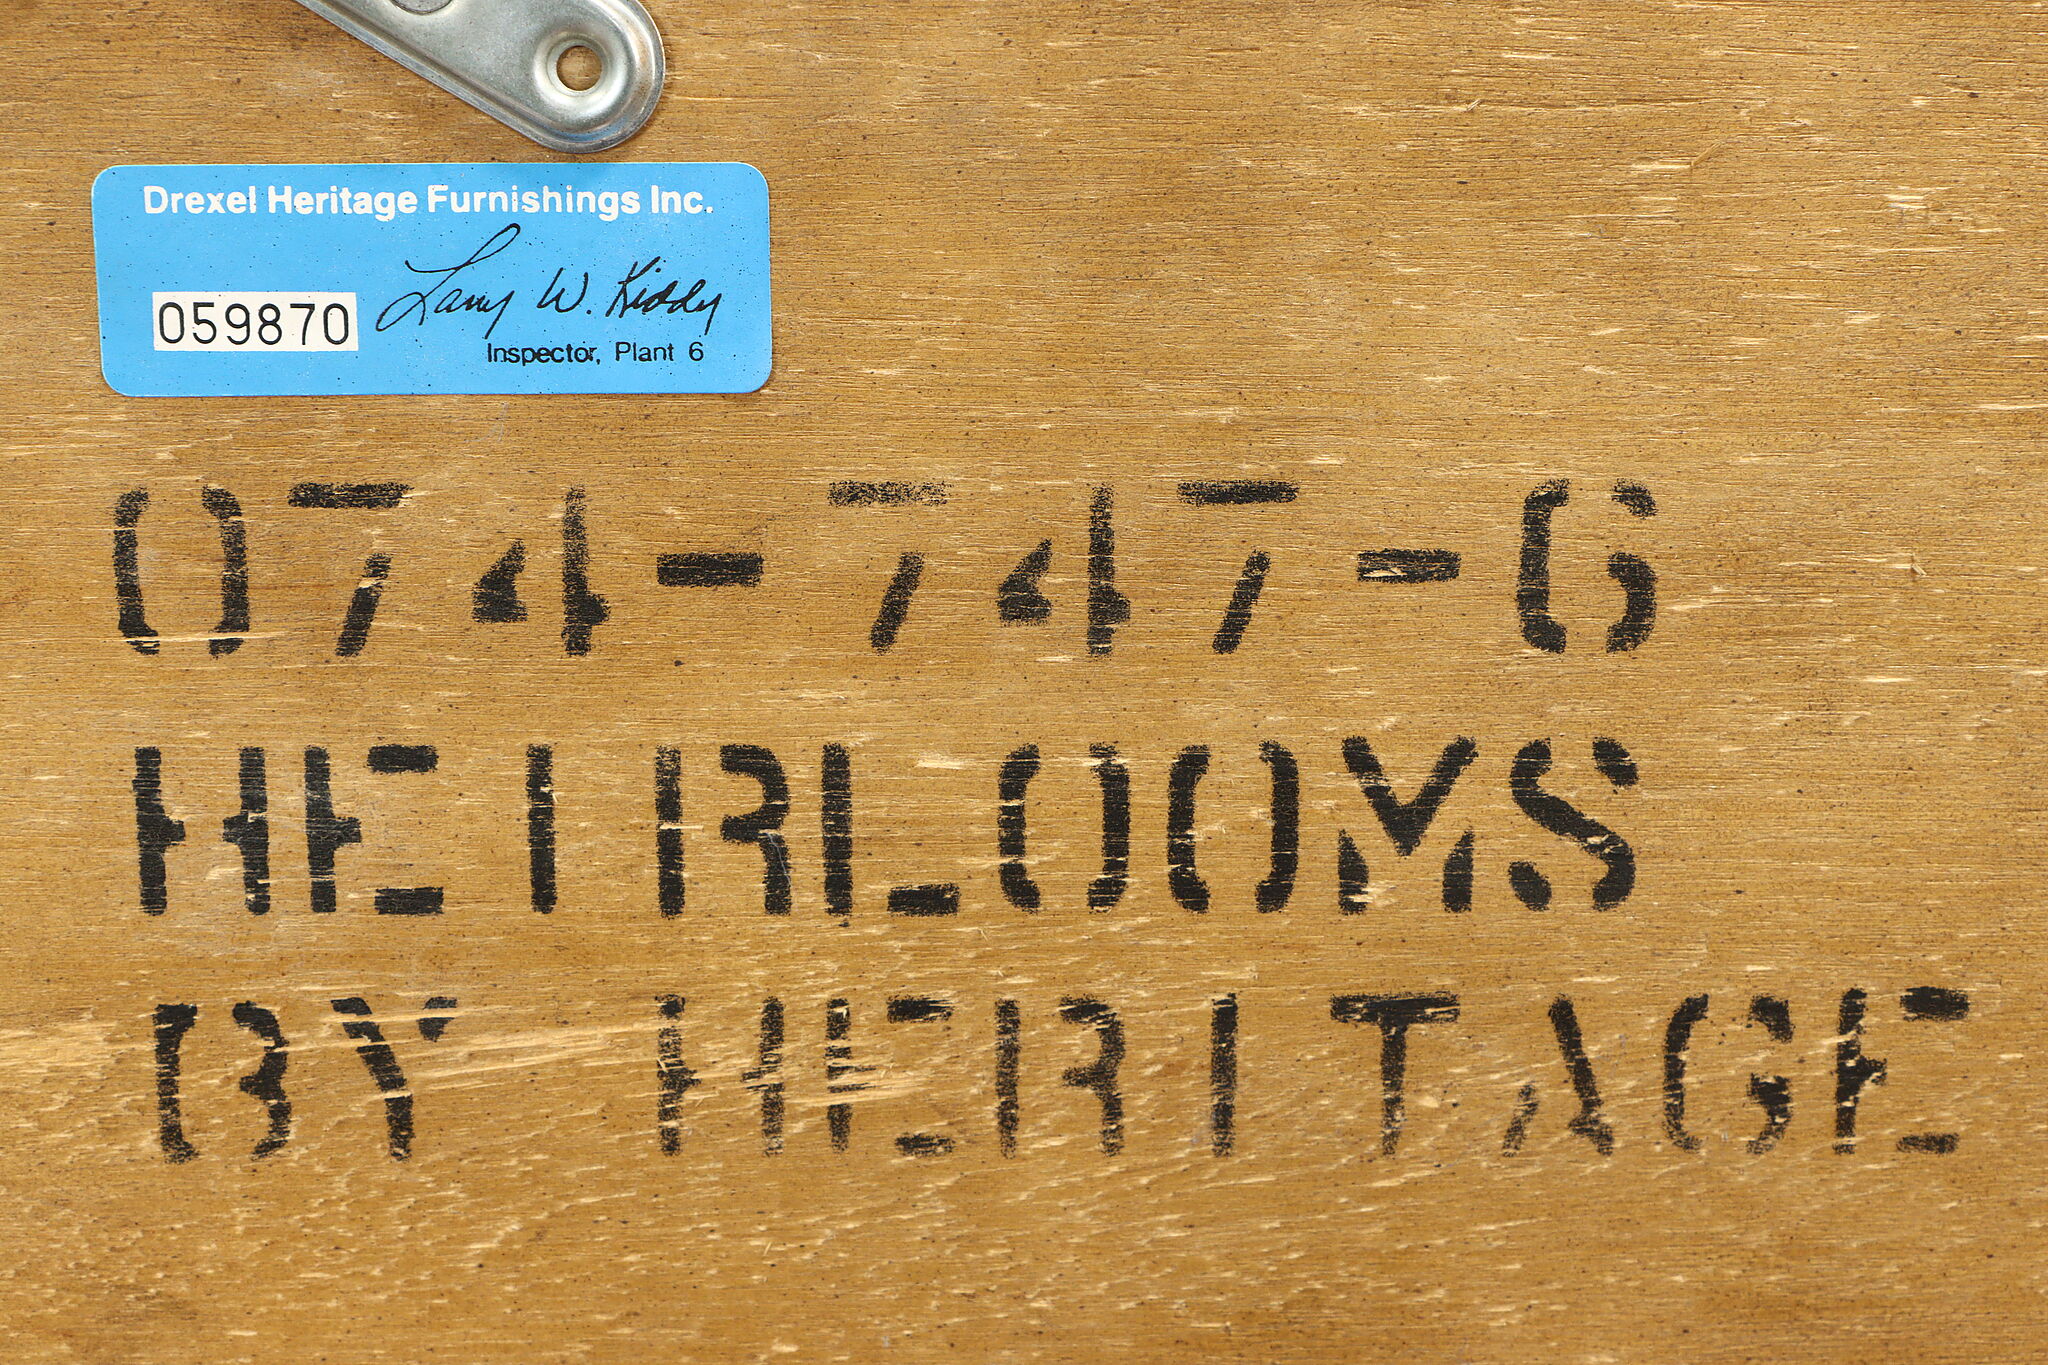 Drexel Heritage Furnishings Inc.
059870 Larry W. Kiddy
Inspector, Plant 6
074-747-6
HEIRLOOMS
BY HERITAGE